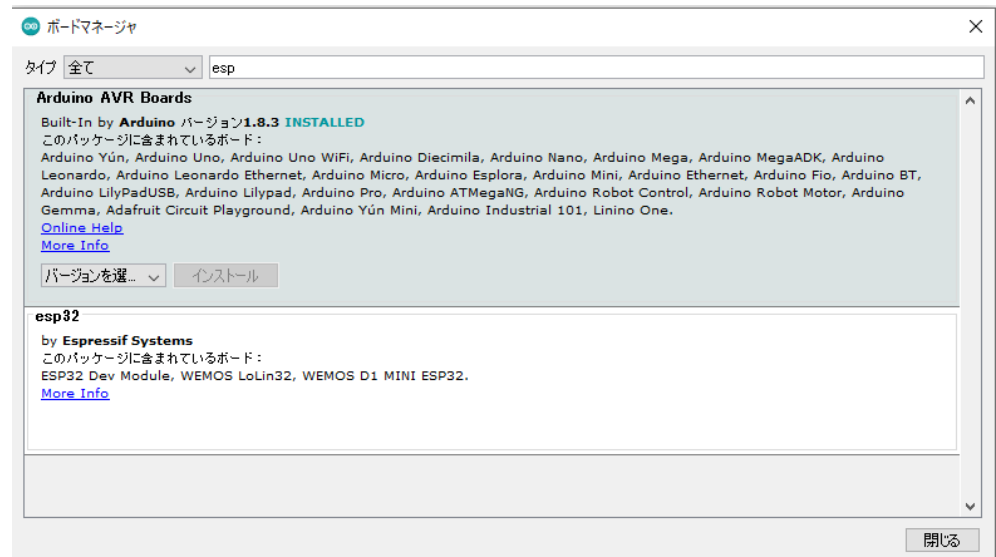 ボードマネージャ
タイプ 全て esp
Arduino AVR Boards
Built-In by Arduino バージョン1.8.3 INSTALLED
このパッケージに含まれているボード：
Arduino Yún, Arduino Uno, Arduino Uno WiFi, Arduino Diecimila, Arduino Nano, Arduino Mega, Arduino MegaADK, Arduino
Leonardo, Arduino Leonardo Ethernet, Arduino Micro, Arduino Esplora, Arduino Mini, Arduino Ethernet, Arduino Fio, Arduino BT,
Arduino LilyPadUSB, Arduino Lilypad, Arduino Pro, Arduino ATMegaNG, Arduino Robot Control, Arduino Robot Motor, Arduino
Gemma, Adafruit Circuit Playground, Arduino Yún Mini, Arduino Industrial 101, Linino One.
Online Help
More Info
バージョンを選... インストール
esp32
by Espressif Systems
このパッケージに含まれているボード：
ESP32 Dev Module, WEMOS LoLin32, WEMOS D1 MINI ESP32.
More Info
閉じる